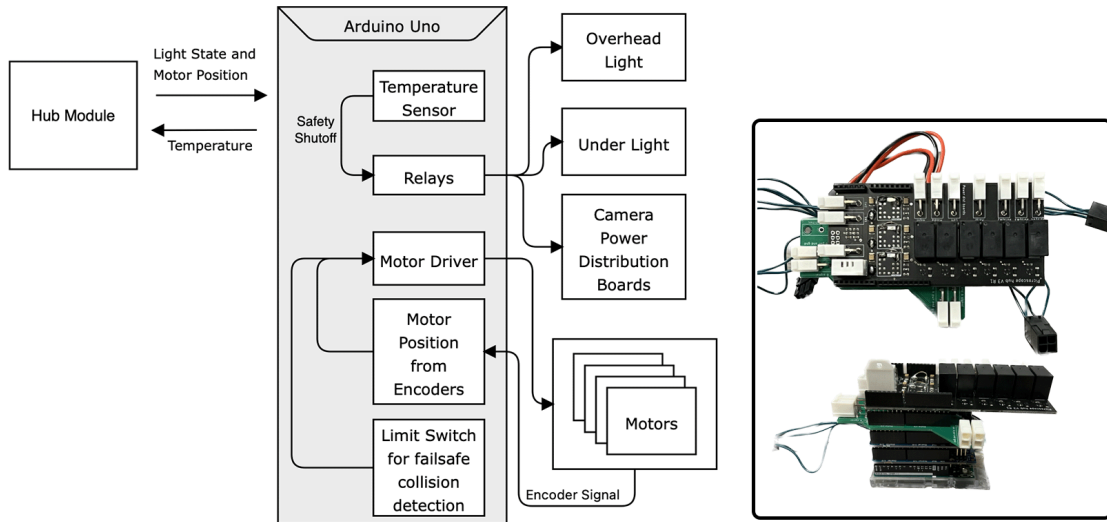 Arduino Uno
Light State and
Motor Position
Hub Module
Temperature
Temperature
Sensor
Safety
Shutoff
Relays
Overhead
Light
Under Light
Camera
Power
Distribution
Boards
Motor Driver
Motor
Position
from
Encoders
Motors
Limit Switch
for failsafe
collision
detection
Encoder Signal